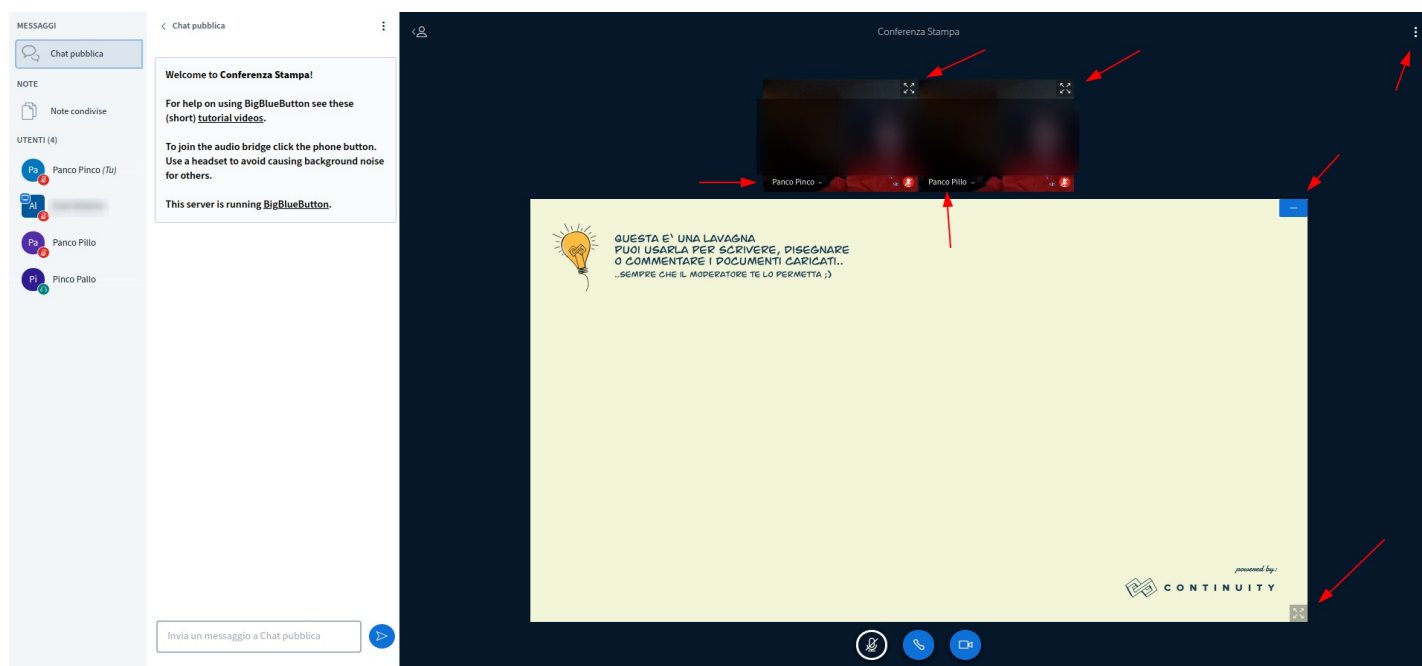 MESSAGGI
Chat pubblica
NOTE
Note condivise
UTENTI (4)
Pa Panco Pinco (Tu)
Al
Pa Panco Pillo
Pi Pinco Pallo
Chat pubblica
Welcome to Conferenza Stampa!
For help on using BigBlueButton see these
(short) tutorial videos.
To join the audio bridge click the phone button.
Use a headset to avoid causing background noise
for others.
This server is running BigBlueButton.
Invia un messaggio a Chat pubblica
Conferenza Stampa
Panco Pinco
Panco Pillo
QUESTA E' UNA LAVAGNA
PUOI USARLA PER SCRIVERE, DISEGNARE
O COMMENTARE I DOCUMENTI CARICATI..
..SEMPRE CHE IL MODERATORE TE LO PERMETTA ;)
powered by:
CONTINUITY